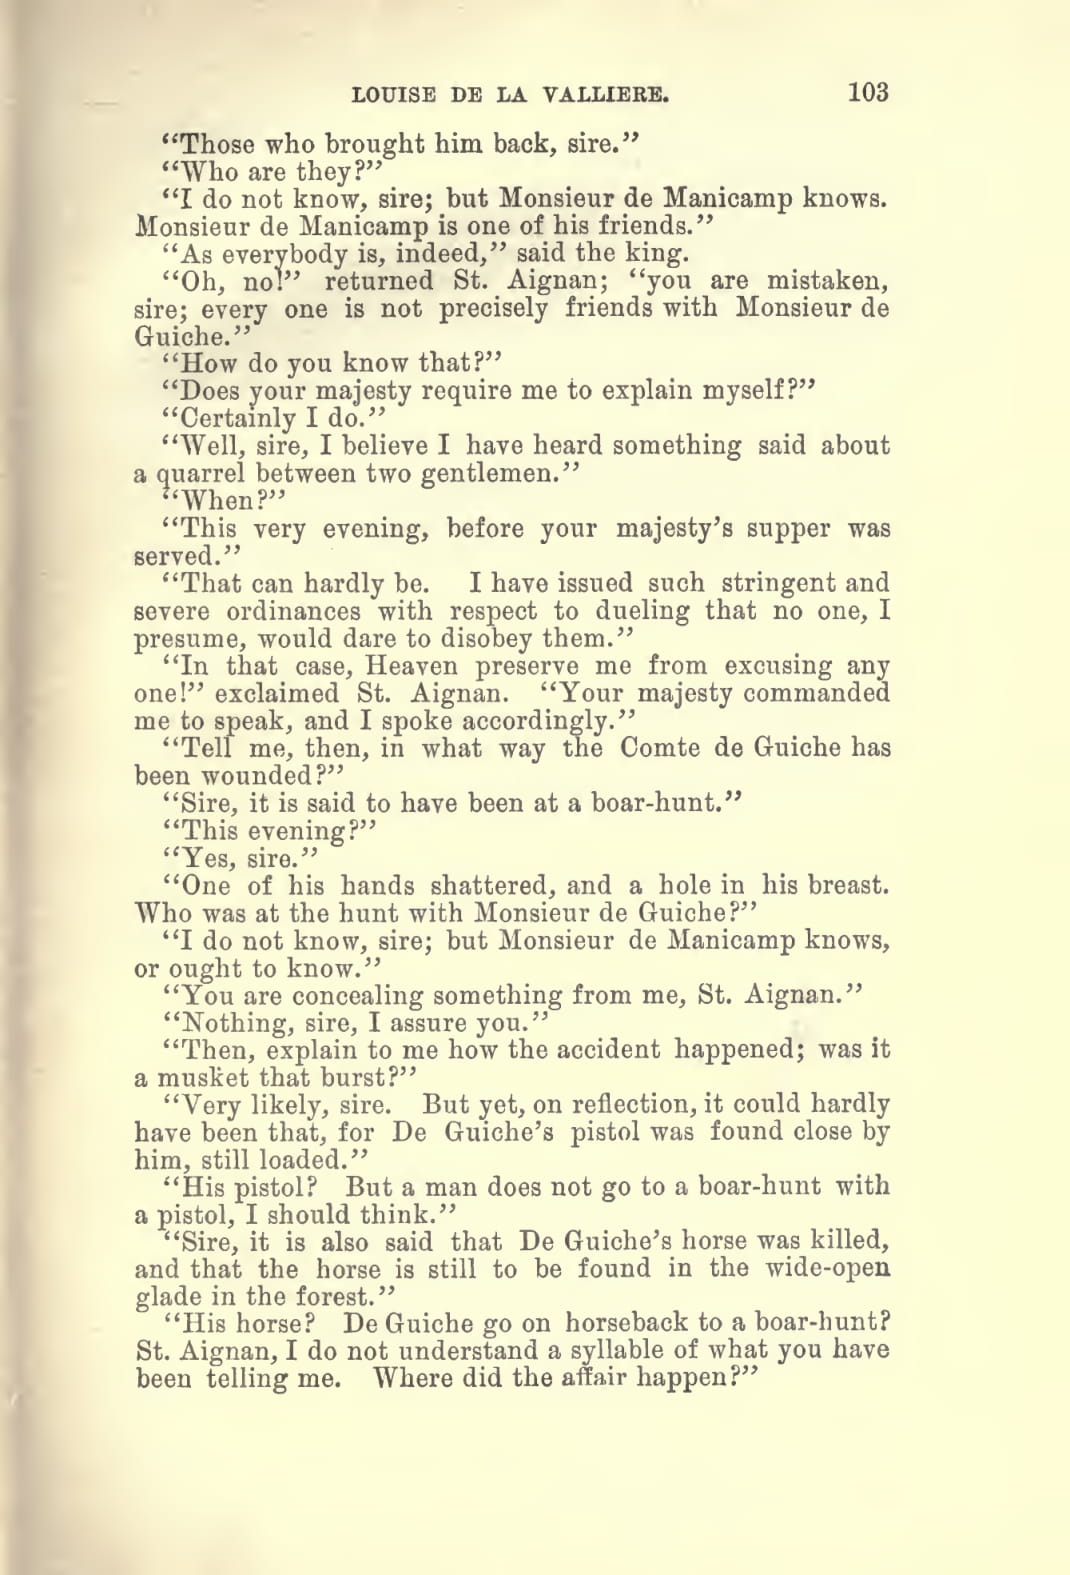 LOUISE DE LA VALLIERE. 103
“Those who brought him back, sire.”
“Who are they?”
“I do not know, sire; but Monsieur de Manicamp knows.
Monsieur de Manicamp is one of his friends.”
“As everybody is, indeed,” said the king.
“Oh, no!” returned St. Aignan; “you are mistaken,
sire; every one is not precisely friends with Monsieur de
Guiche.”
“How do you know that?”
“Does your majesty require me to explain myself?”
“Certainly I do.”
“Well, sire, I believe I have heard something said about
a quarrel between two gentlemen.”
“When?”
“This very evening, before your majesty’s supper was
served.”
“That can hardly be. I have issued such stringent and
severe ordinances with respect to dueling that no one, I
presume, would dare to disobey them.”
“In that case, Heaven preserve me from excusing any
one!” exclaimed St. Aignan. “Your majesty commanded
me to speak, and I spoke accordingly.”
“Tell me, then, in what way the Comte de Guiche has
been wounded?”
“Sire, it is said to have been at a boar-hunt.”
“This evening?”
“Yes, sire.”
“One of his hands shattered, and a hole in his breast.
Who was at the hunt with Monsieur de Guiche?”
“I do not know, sire; but Monsieur de Manicamp knows,
or ought to know.”
“You are concealing something from me, St. Aignan.”
“Nothing, sire, I assure you.”
“Then, explain to me how the accident happened; was it
a musket that burst?”
“Very likely, sire. But yet, on reflection, it could hardly
have been that, for De Guiche’s pistol was found close by
him, still loaded.”
“His pistol? But a man does not go to a boar-hunt with
a pistol, I should think.”
“Sire, it is also said that De Guiche’s horse was killed,
and that the horse is still to be found in the wide-open
glade in the forest.”
“His horse? De Guiche go on horseback to a boar-hunt?
St. Aignan, I do not understand a syllable of what you have
been telling me. Where did the affair happen?”